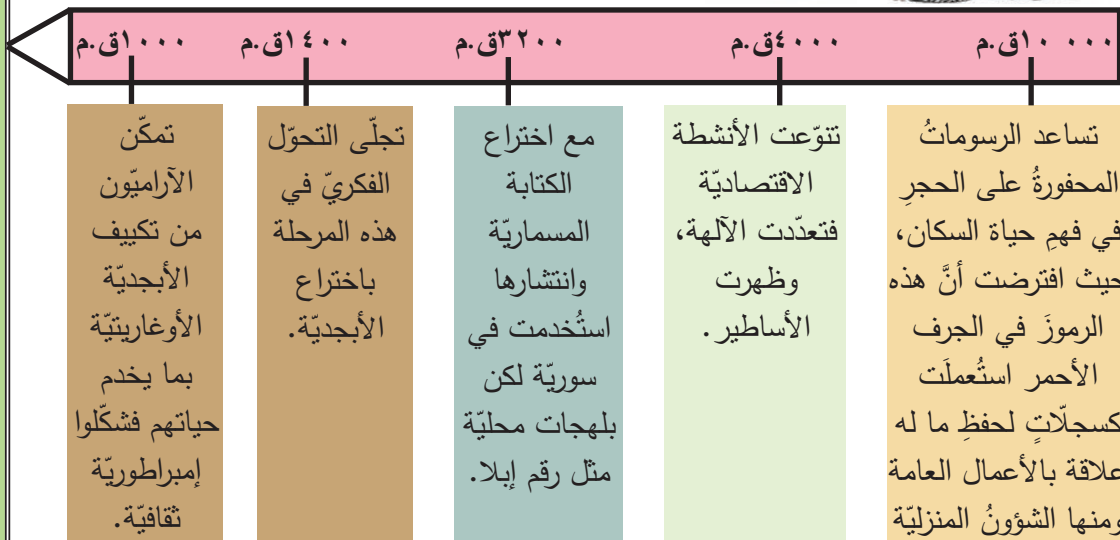 ١٠٠٠٠ق.م
٤٠٠٠ق.م
٣٢٠٠ق.م
١٤٠٠ق.م
١٠٠٠ق.م
تساعد الرسوماتُ
المحفورةُ على الحجرِ
في فهمِ حياة السكان،
حيث افترضت أنَّ هذه
الرموزَ في الجرف
الأحمر استُعملَت
كسجلّاتٍ لحفظِ ما له
علاقة بالأعمال العامة
ومنها الشؤونُ المنزليّة
تنوّعت الأنشطة
الاقتصاديّة
فتعدّدت الآلهة،
وظهرت
الأساطير.
مع اختراع
الكتابة
المسماريّة
وانتشارها
استُخدمت في
سوريّة لكن
بلهجات محليّة
مثل رقم إبلا.
تجلّى التحوّل
الفكريّ في
هذه المرحلة
باختراع
الأبجديّة.
تمكّن
الآراميّون
من تكييف
الأبجديّة
الأوغاريتيّة
بما يخدم
حياتهم فشكّلوا
إمبراطوريّة
ثقافيّة.